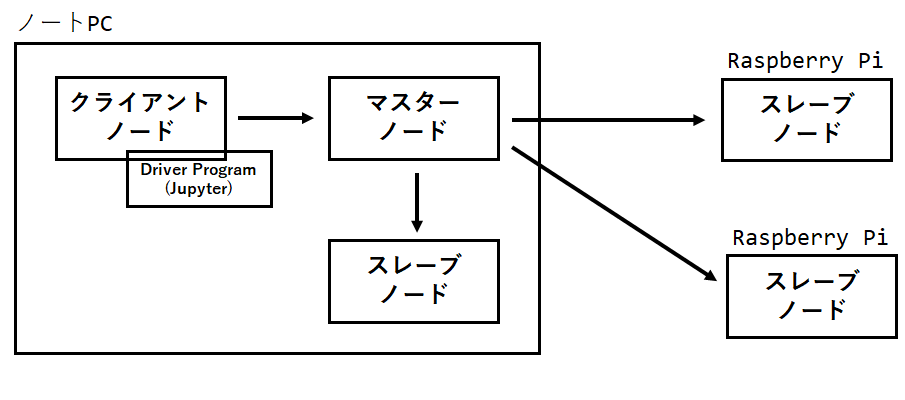 ノートPC
クライアント
ノード
Driver Program
(Jupyter)
マスター
ノード
スレーブ
ノード
Raspberry Pi
スレーブ
ノード
Raspberry Pi
スレーブ
ノード